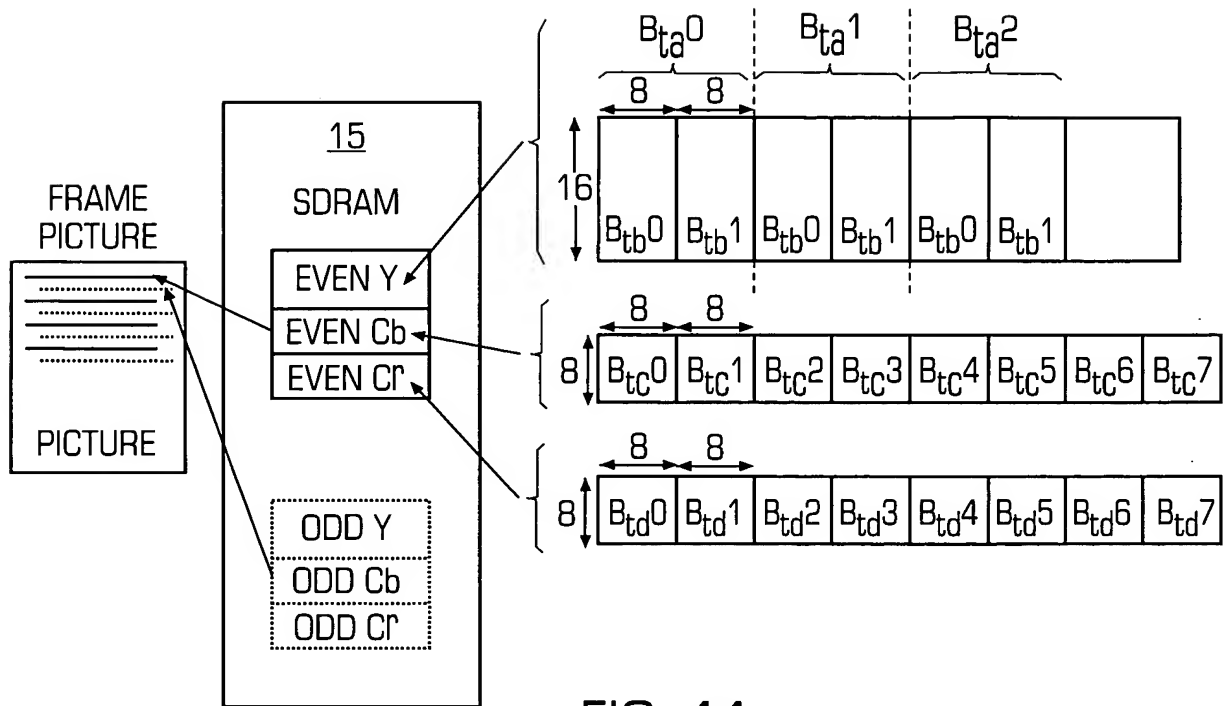 FRAME
PICTURE
PICTURE
15
SDRAM
EVEN Y
EVEN Cb
EVEN Cr
ODD Y
ODD Cb
ODD Cr
Bta0 Bta1 Bta2
8 8
16
Btb0 Btb1 Btb0 Btb1 Btb0 Btb1
8 8
8
Btc0 Btc1 Btc2 Btc3 Btc4 Btc5 Btc6 Btc7
8 8
8
Btd0 Btd1 Btd2 Btd3 Btd4 Btd5 Btd6 Btd7